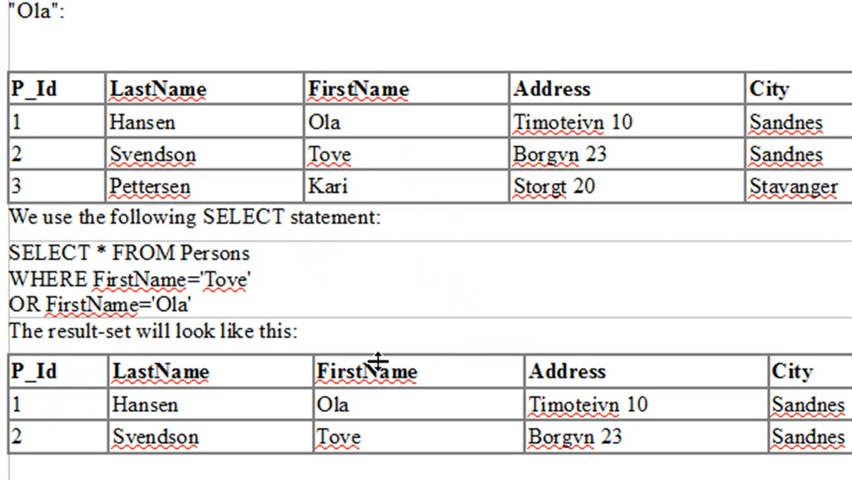 "Ola":
P_Id LastName FirstName Address City
1 Hansen Ola Timoteivn 10 Sandnes
2 Svendson Tove Borgvn 23 Sandnes
3 Pettersen Kari Storgt 20 Stavanger
We use the following SELECT statement:
SELECT * FROM Persons
WHERE FirstName='Tove'
OR FirstName='Ola'
The result-set will look like this:
P_Id LastName FirstName Address City
1 Hansen Ola Timoteivn 10 Sandnes
2 Svendson Tove Borgvn 23 Sandnes